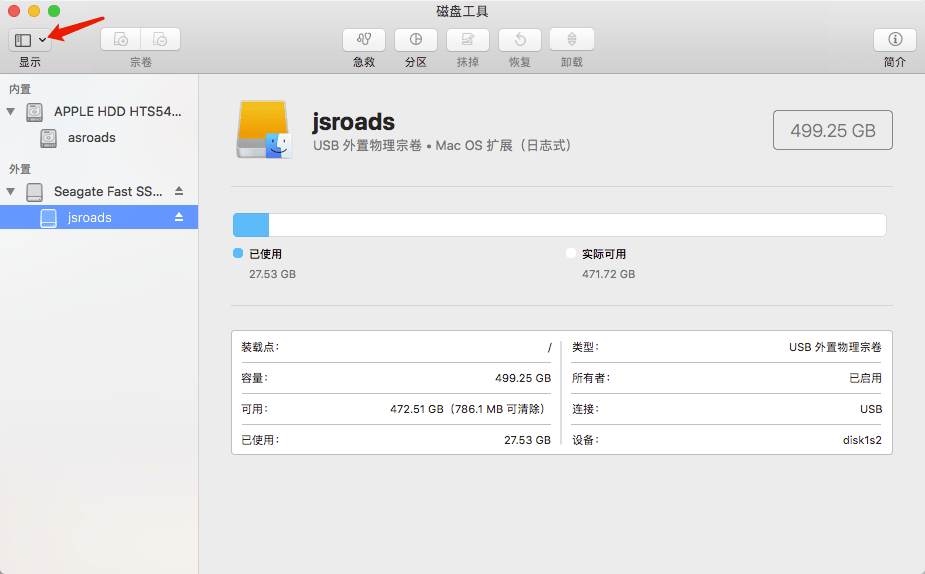 磁盘工具
显示
宗卷
急救
分区
抹掉
恢复
卸载
简介
内置
APPLE HDD HTS54...
asroads
外置
Seagate Fast SS...
jsroads
jsroads
USB 外置物理宗卷 • Mac OS 扩展（日志式）
499.25 GB
已使用
27.53 GB
实际可用
471.72 GB
装载点： /
容量： 499.25 GB
可用： 472.51 GB（786.1 MB 可清除）
已使用： 27.53 GB
类型： USB 外置物理宗卷
所有者： 已启用
连接： USB
设备： disk1s2